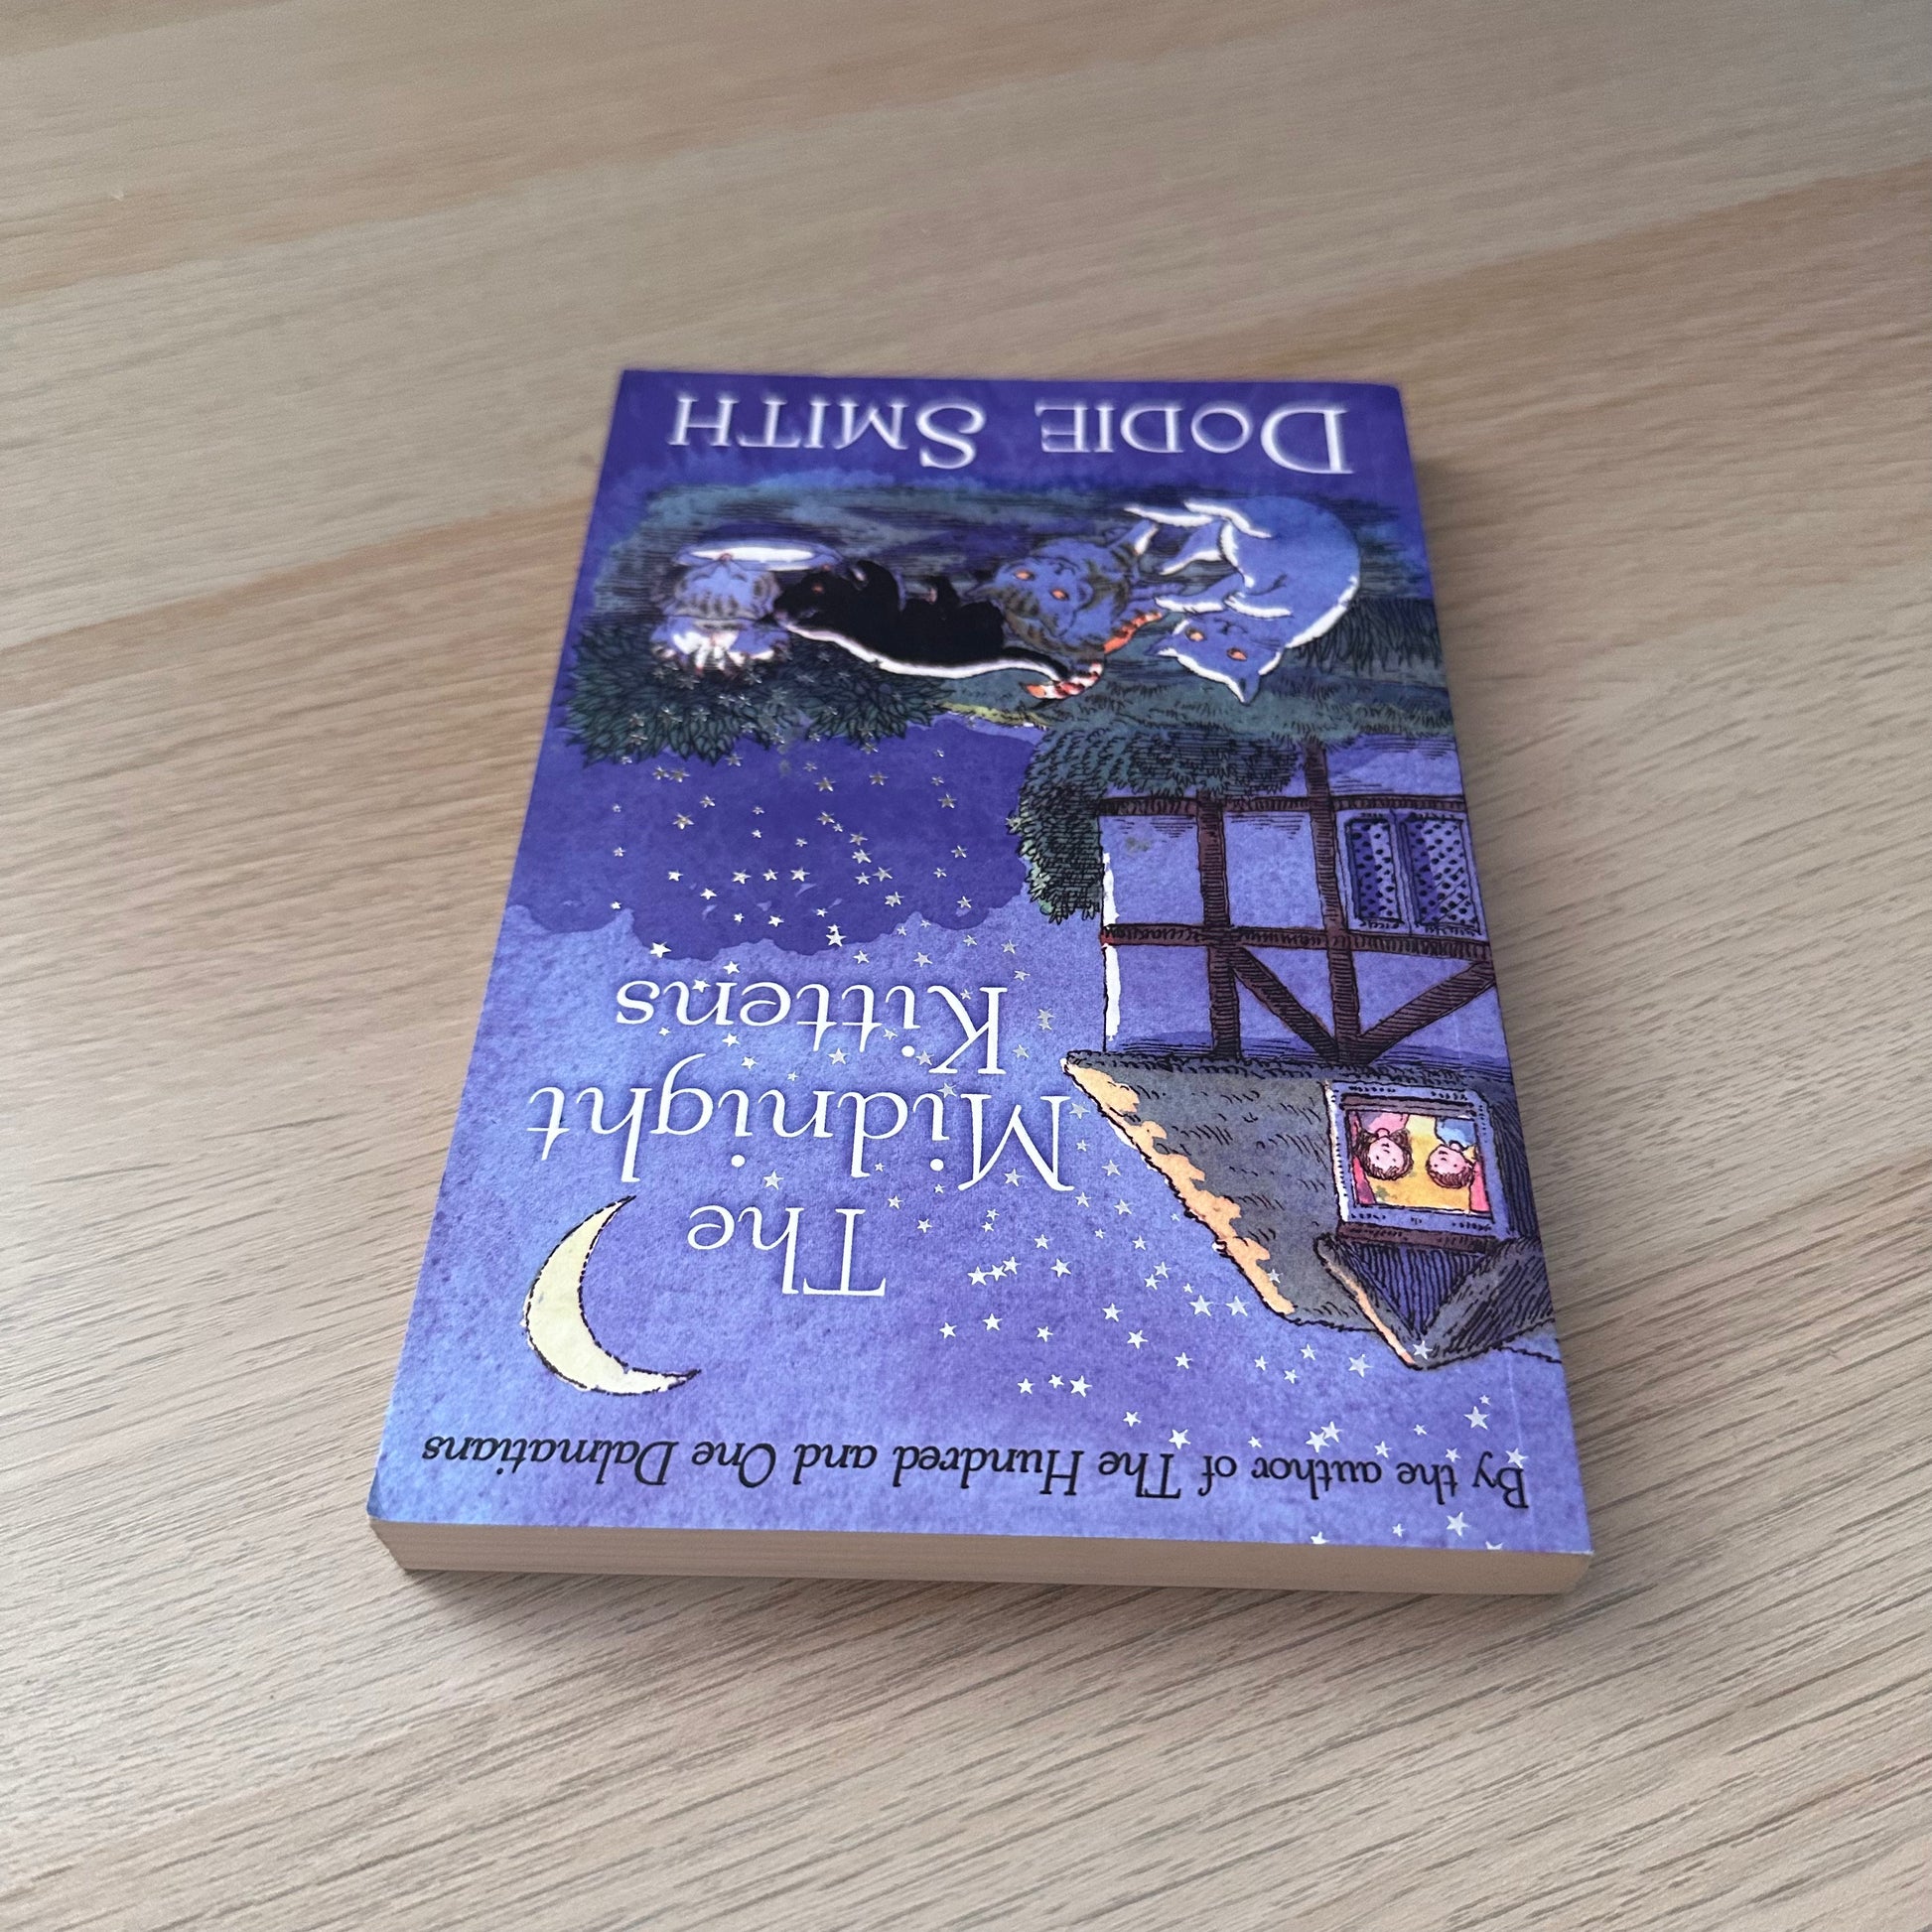 By the author of The Hundred and One Dalmatians
The
Midnight
Kittens
DODIE SMITH